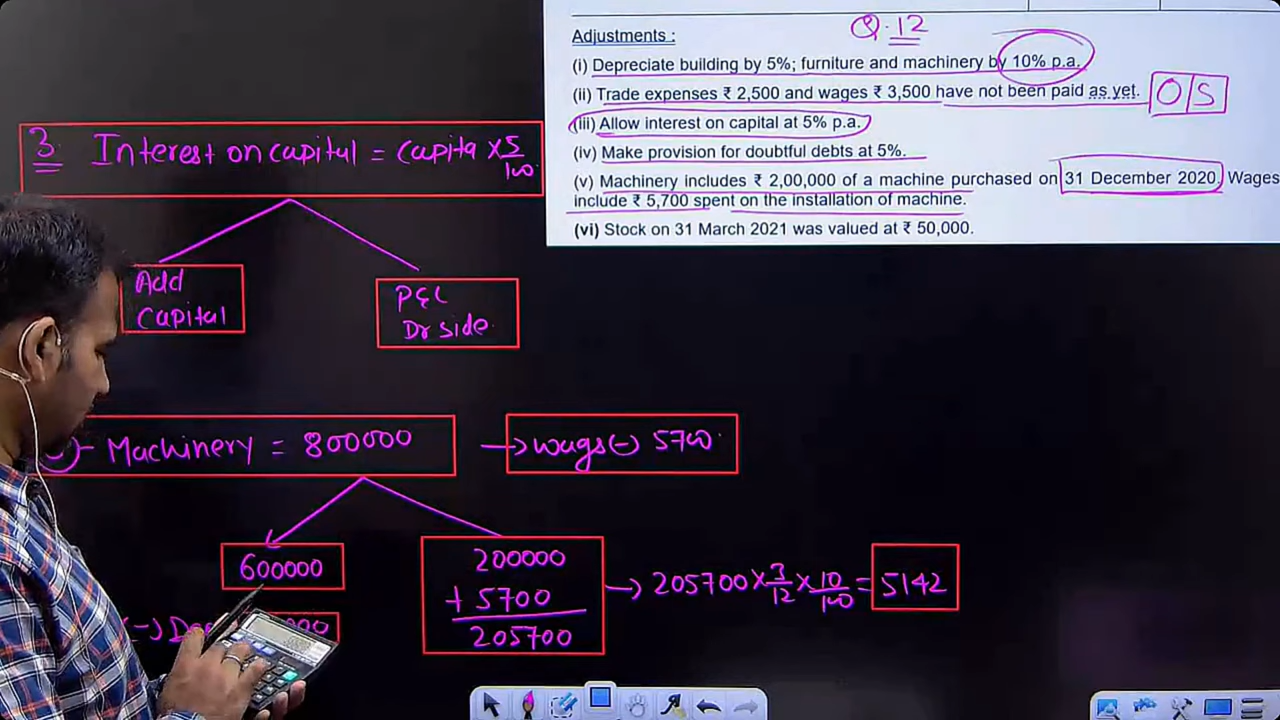 Q.12
Adjustments :
(i) Depreciate building by 5%; furniture and machinery by 10% p.a.
(ii) Trade expenses ₹ 2,500 and wages ₹ 3,500 have not been paid as yet.
O/S
(iii) Allow interest on capital at 5% p.a.
(iv) Make provision for doubtful debts at 5%.
(v) Machinery includes ₹ 2,00,000 of a machine purchased on 31 December 2020. Wages
include ₹ 5,700 spent on the installation of machine.
(vi) Stock on 31 March 2021 was valued at ₹ 50,000.
3 Interest on capital = Capita × 5/100
Add
Capital
P&L
Dr side.
- Machinery = 800000
→ wags (-) 5700
600000
200000
+ 5700
205700
→ 205700 × 3/12 × 10/100 = 5142
(-)